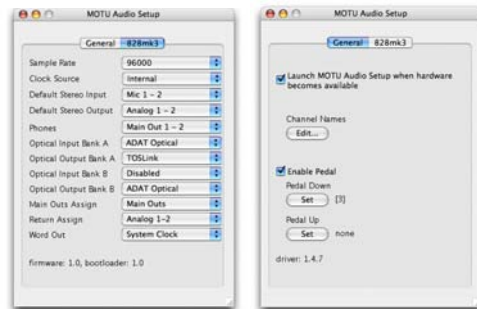 MOTU Audio Setup
General 828mk3
Sample Rate 96000
Clock Source Internal
Default Stereo Input Mic 1 – 2
Default Stereo Output Analog 1 – 2
Phones Main Out 1 – 2
Optical Input Bank A ADAT Optical
Optical Output Bank A TOSLink
Optical Input Bank B Disabled
Optical Output Bank B ADAT Optical
Main Outs Assign Main Outs
Return Assign Analog 1–2
Word Out System Clock
firmware: 1.0, bootloader: 1.0
MOTU Audio Setup
General 828mk3
Launch MOTU Audio Setup when hardware
becomes available
Channel Names
Edit...
Enable Pedal
Pedal Down
Set [3]
Pedal Up
Set none
driver: 1.4.7